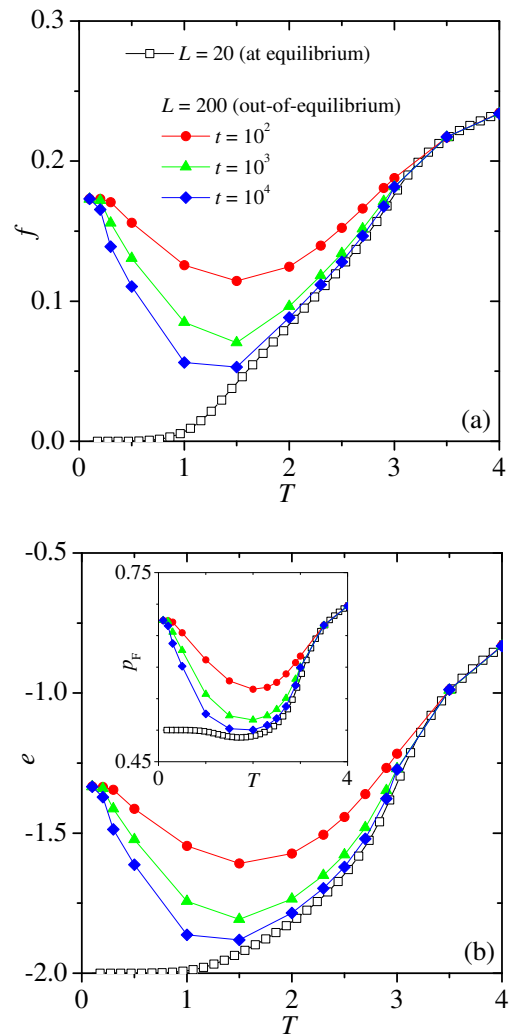 0.3
L = 20 (at equilibrium)
L = 200 (out-of-equilibrium)
t = 10²
t = 10³
t = 10⁴
0.2
f
0.1
0.0
(a)
0 1 2 3 4
T
-0.5
0.75
p_F
0.45
0 T 4
-1.0
e
-1.5
-2.0
(b)
0 1 2 3 4
T